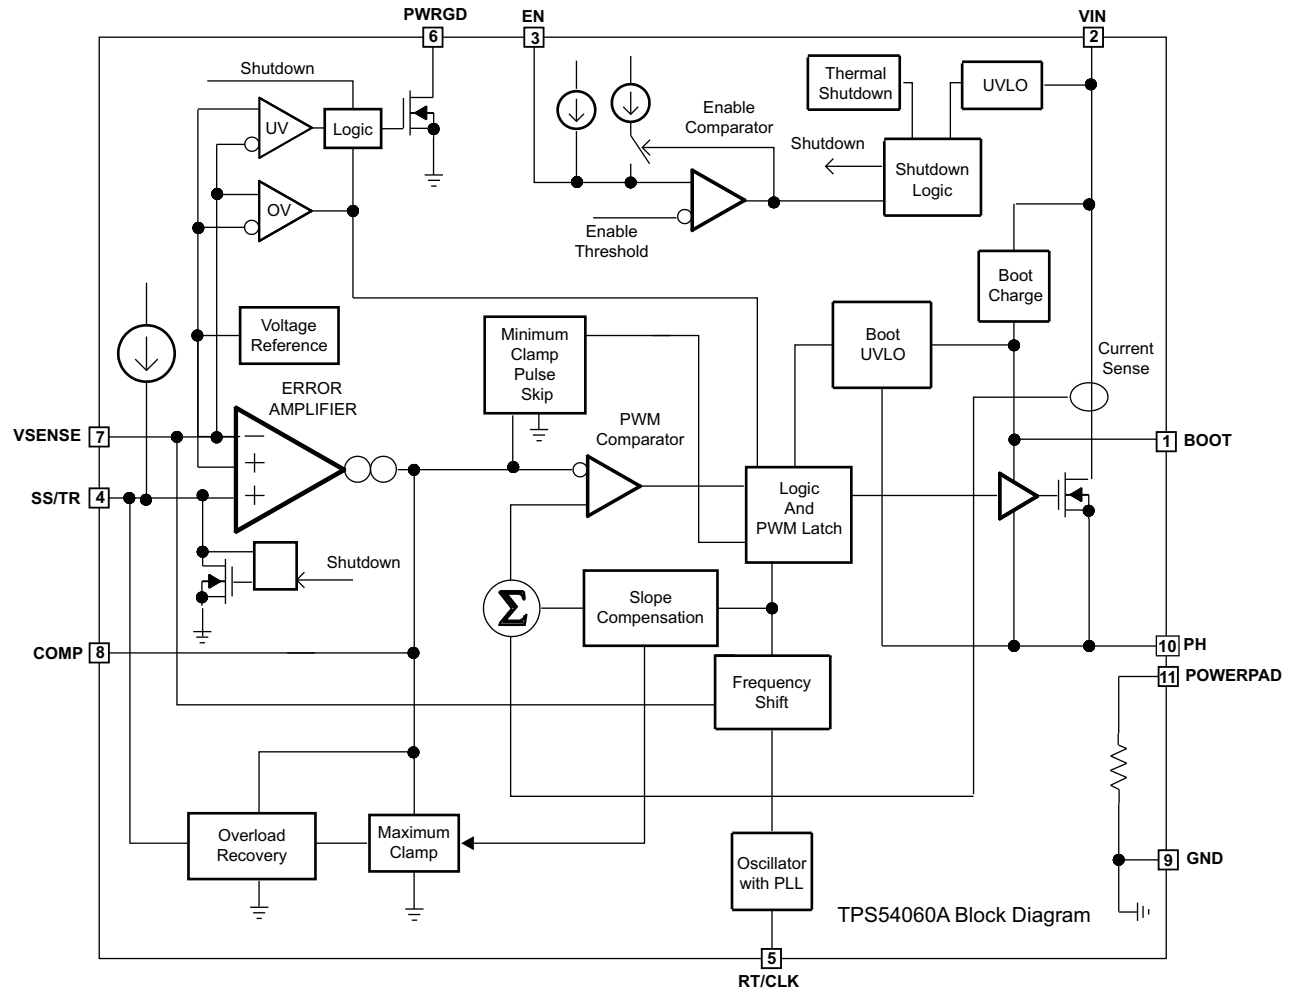 PWRGD
6
EN
3
VIN
2
Shutdown
UV
Logic
OV
Enable
Comparator
Enable
Threshold
Thermal
Shutdown
UVLO
Shutdown
Shutdown
Logic
Boot
Charge
Voltage
Reference
Minimum
Clamp
Pulse
Skip
Boot
UVLO
Current
Sense
ERROR
AMPLIFIER
PWM
Comparator
VSENSE 7
1 BOOT
−
+
+
SS/TR 4
Logic
And
PWM Latch
Shutdown
Σ
Slope
Compensation
COMP 8
10 PH
11 POWERPAD
Frequency
Shift
Overload
Recovery
Maximum
Clamp
Oscillator
with PLL
9 GND
TPS54060A Block Diagram
5
RT/CLK